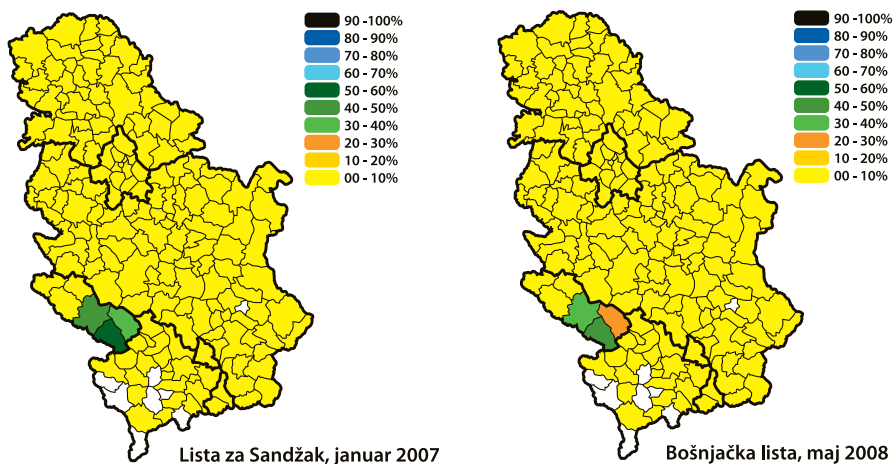 90 -100%
80 - 90%
70 - 80%
60 - 70%
50 - 60%
40 - 50%
30 - 40%
20 - 30%
10 - 20%
00 - 10%
Lista za Sandžak, januar 2007
90 -100%
80 - 90%
70 - 80%
60 - 70%
50 - 60%
40 - 50%
30 - 40%
20 - 30%
10 - 20%
00 - 10%
Bošnjačka lista, maj 2008